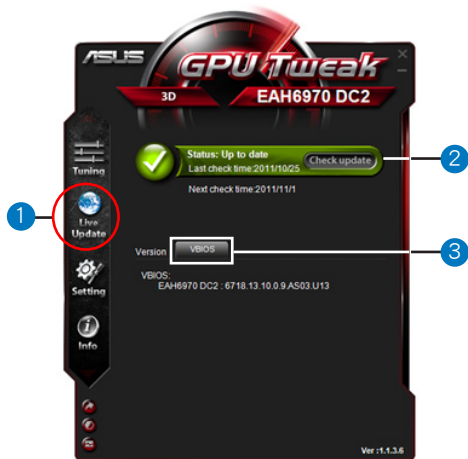 ASUS
GPU Tweak
3D
EAH6970 DC2
Tuning
Live
Update
Setting
Info
Status: Up to date
Last check time:2011/10/25
Check update
Next check time:2011/11/1
Version
VBIOS
VBIOS:
EAH6970 DC2 : 6718.13.10.0.9.AS03.U13
Ver :1.1.3.6
1
2
3